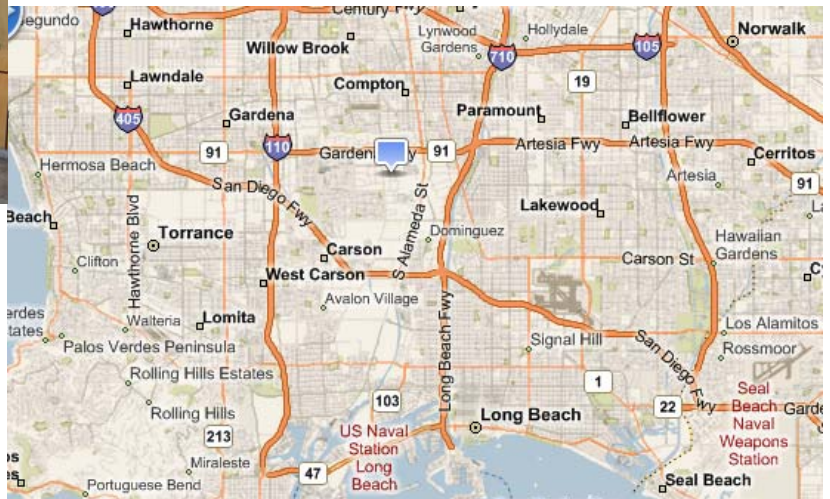 Segundo
Hawthorne
Century Fwy
Lynwood
Gardens
Hollydale
Norwalk
Willow Brook
710
105
Lawndale
Compton
19
405
Gardena
Paramount
Bellflower
110
91
Gardena Fwy
91
Artesia Fwy
Artesia Fwy
Cerritos
Hermosa Beach
San Diego Fwy
Artesia
91
Beach
Hawthorne Blvd
S Alameda St
Lakewood
Torrance
Dominguez
Hawaiian
Gardens
Clifton
Carson
Carson St
West Carson
Avalon Village
Long Beach Fwy
Lomita
Walteria
Signal Hill
San Diego Fwy
Los Alamitos
Estates
Palos Verdes Peninsula
Rossmoor
Rolling Hills Estates
1
Seal
Beach
Naval
Weapons
Station
Rolling Hills
103
22
Long Beach
213
US Naval
Station
Long
Beach
Miraleste
47
Seal Beach
Portuguese Bend